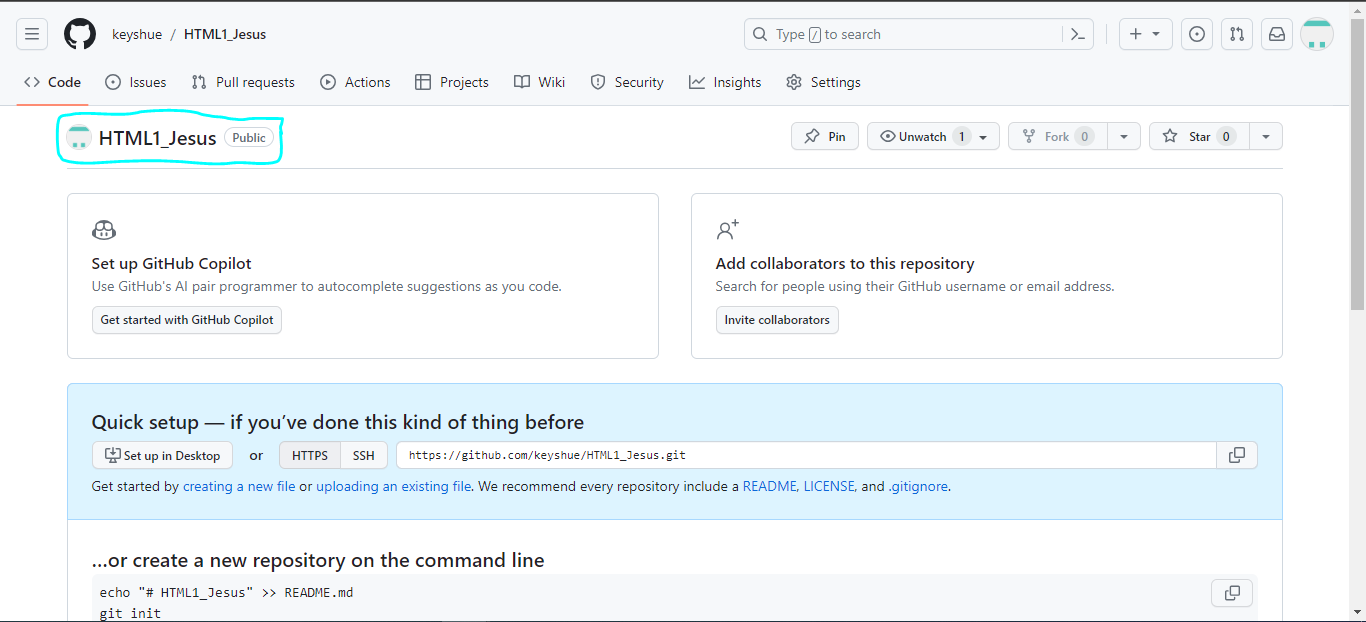 keyshue / HTML1_Jesus
Type / to search
Code Issues Pull requests Actions Projects Wiki Security Insights Settings
HTML1_Jesus Public
Pin Unwatch 1 Fork 0 Star 0
Set up GitHub Copilot
Use GitHub's AI pair programmer to autocomplete suggestions as you code.
Get started with GitHub Copilot
Add collaborators to this repository
Search for people using their GitHub username or email address.
Invite collaborators
Quick setup — if you've done this kind of thing before
Set up in Desktop or HTTPS SSH https://github.com/keyshue/HTML1_Jesus.git
Get started by creating a new file or uploading an existing file. We recommend every repository include a README, LICENSE, and .gitignore.
…or create a new repository on the command line
echo "# HTML1_Jesus" >> README.md
git init